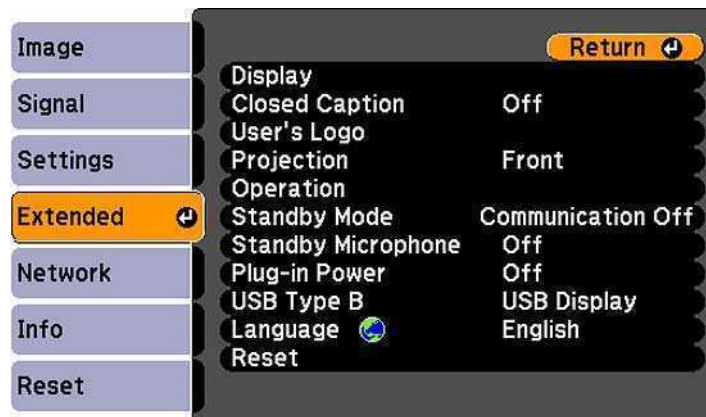 Image
Signal
Settings
Extended
Network
Info
Reset
Return
Display
Closed Caption Off
User's Logo
Projection Front
Operation
Standby Mode Communication Off
Standby Microphone Off
Plug-in Power Off
USB Type B USB Display
Language English
Reset